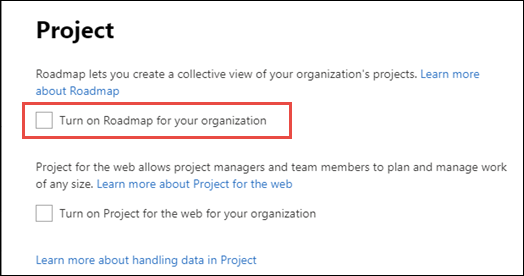 Project
Roadmap lets you create a collective view of your organization's projects. Learn more
about Roadmap
Turn on Roadmap for your organization
Project for the web allows project managers and team members to plan and manage work
of any size. Learn more about Project for the web
Turn on Project for the web for your organization
Learn more about handling data in Project